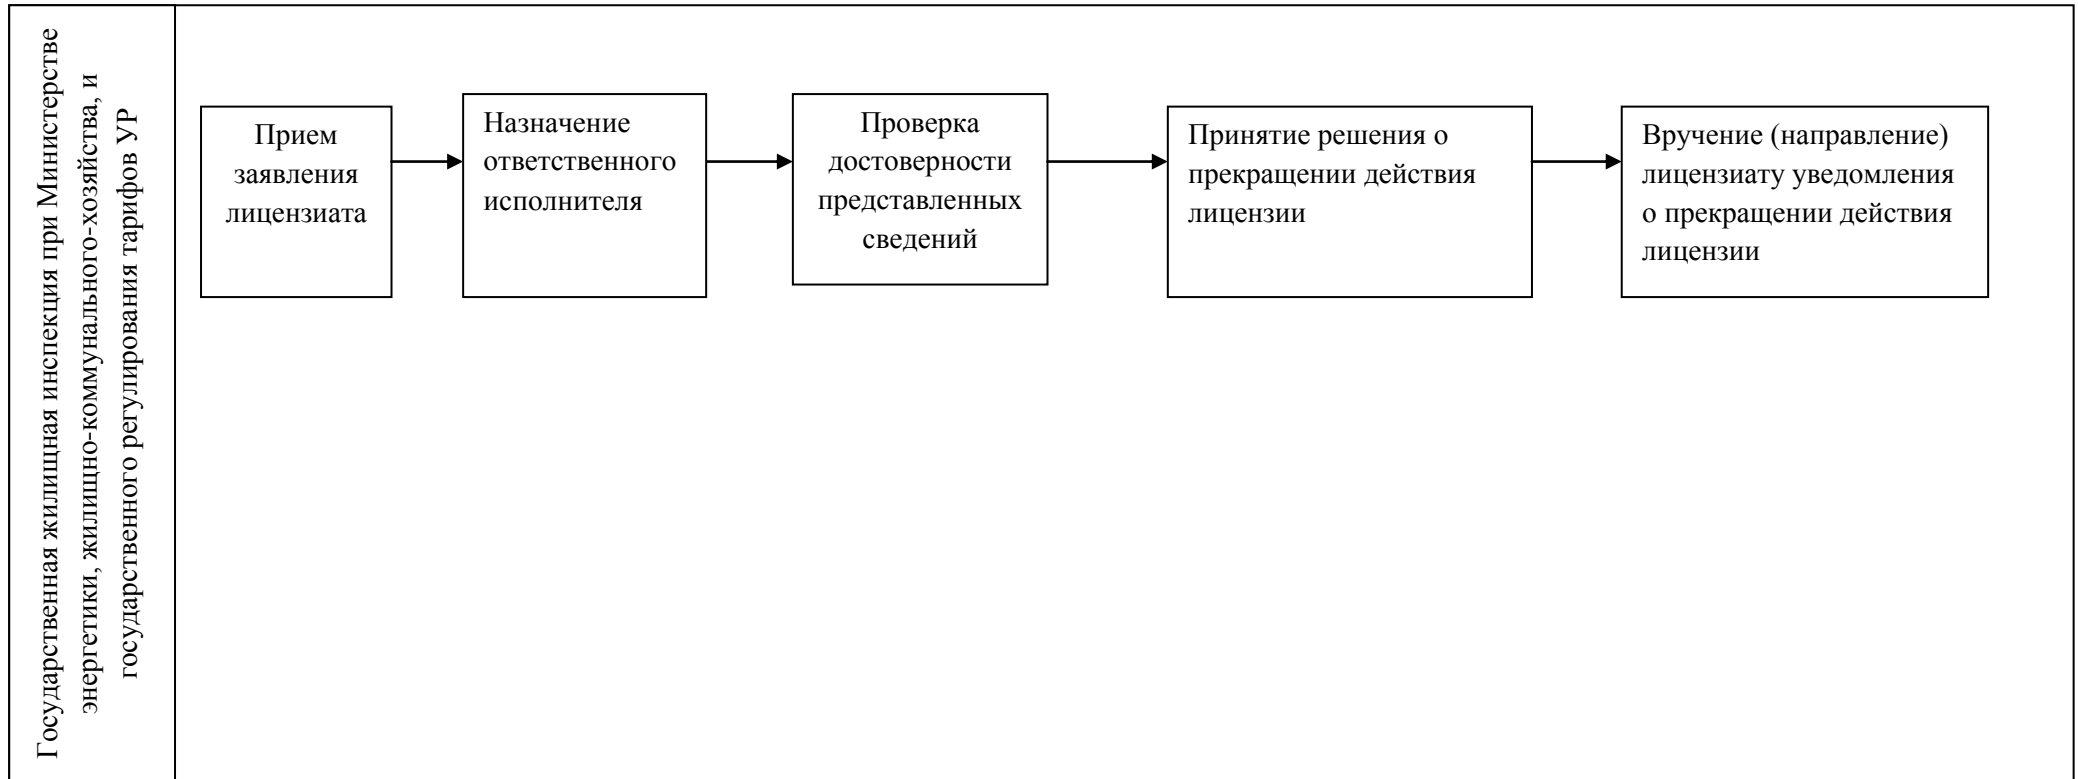 Государственная жилищная инспекция при Министерстве
энергетики, жилищно-коммунального-хозяйства, и
государственного регулирования тарифов УР
Прием
заявления
лицензиата
Назначение
ответственного
исполнителя
Проверка
достоверности
представленных
сведений
Принятие решения о
прекращении действия
лицензии
Вручение (направление)
лицензиату уведомления
о прекращении действия
лицензии